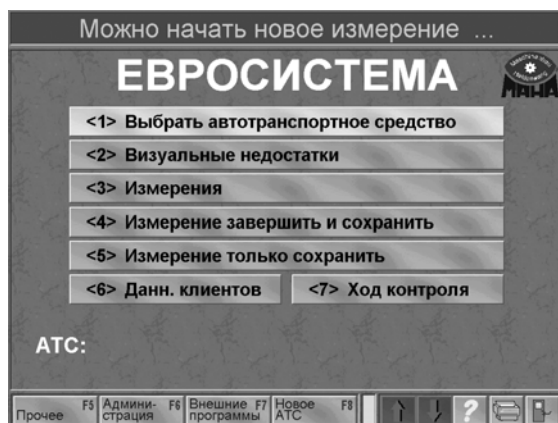 Можно начать новое измерение ...
ЕВРОСИСТЕМА
МАНА
<1> Выбрать автотранспортное средство
<2> Визуальные недостатки
<3> Измерения
<4> Измерение завершить и сохранить
<5> Измерение только сохранить
<6> Данн. клиентов <7> Ход контроля
АТС:
Прочее F5 Админи- F6 Внешние F7 Новое F8
страция программы АТС
?